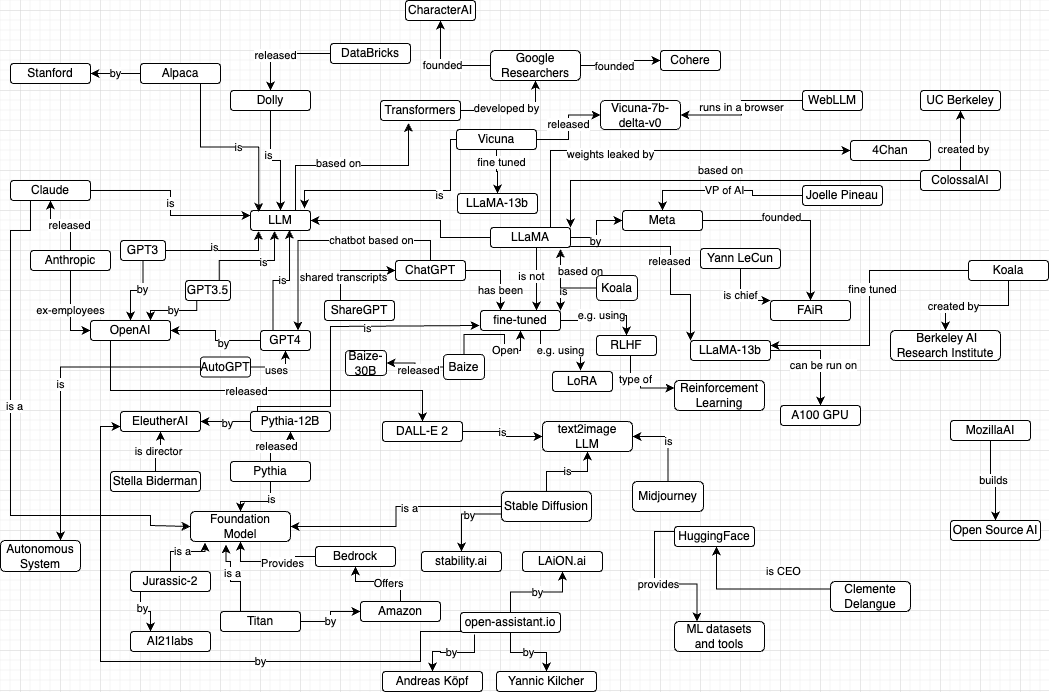 CharacterAI
released
DataBricks
Google
Researchers
founded
founded
Cohere
Stanford
by
Alpaca
Dolly
Transformers
developed by
Vicuna-7b-
delta-v0
runs in a browser
WebLLM
UC Berkeley
released
Vicuna
is
is
based on
fine tuned
weights leaked by
4Chan
created by
based on
ColossalAI
Claude
is
is
LLaMA-13b
VP of AI
Joelle Pineau
LLM
Meta
founded
released
LLaMA
by
chatbot based on
GPT3
is
is
Anthropic
released
Yann LeCun
shared transcripts
ChatGPT
is not
based on
Koala
Koala
is
has been
by
GPT3.5
is
is chief
fine tuned
ex-employees
by
ShareGPT
FAiR
created by
OpenAI
is
fine-tuned
e.g. using
by
GPT4
RLHF
LLaMA-13b
Berkeley AI
Research Institute
Open
e.g. using
Baize-
30B
released
Baize
AutoGPT
uses
can be run on
is
LoRA
type of
Reinforcement
Learning
released
is a
A100 GPU
EleutherAI
by
Pythia-12B
DALL-E 2
is
text2image
LLM
is
MozillaAI
is director
released
Stella Biderman
Pythia
is
builds
is
Midjourney
Stable Diffusion
is a
by
Foundation
Model
Open Source AI
HuggingFace
Autonomous
System
is a
Provides
Bedrock
stability.ai
LAiON.ai
is CEO
Jurassic-2
is a
Offers
provides
by
Clemente
Delangue
by
Titan
by
Amazon
open-assistant.io
AI21labs
ML datasets
and tools
by
by
by
Andreas Köpf
Yannic Kilcher